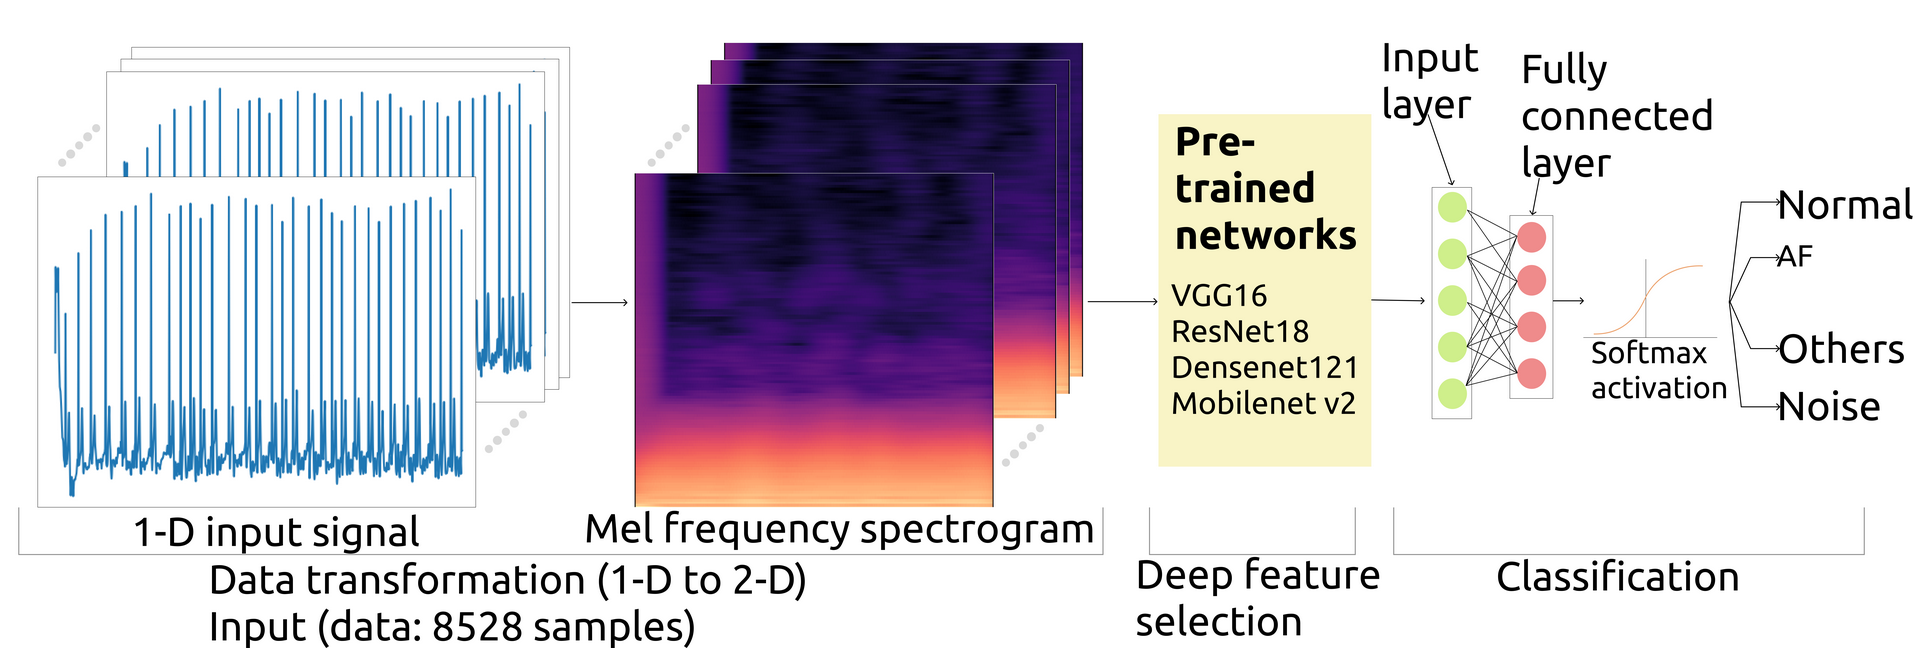 Input
layer
Fully
connected
layer
Pre-
trained
networks
VGG16
ResNet18
Densenet121
Mobilenet v2
Softmax
activation
Normal
AF
Others
Noise
1-D input signal
Mel frequency spectrogram
Data transformation (1-D to 2-D)
Input (data: 8528 samples)
Deep feature
selection
Classification